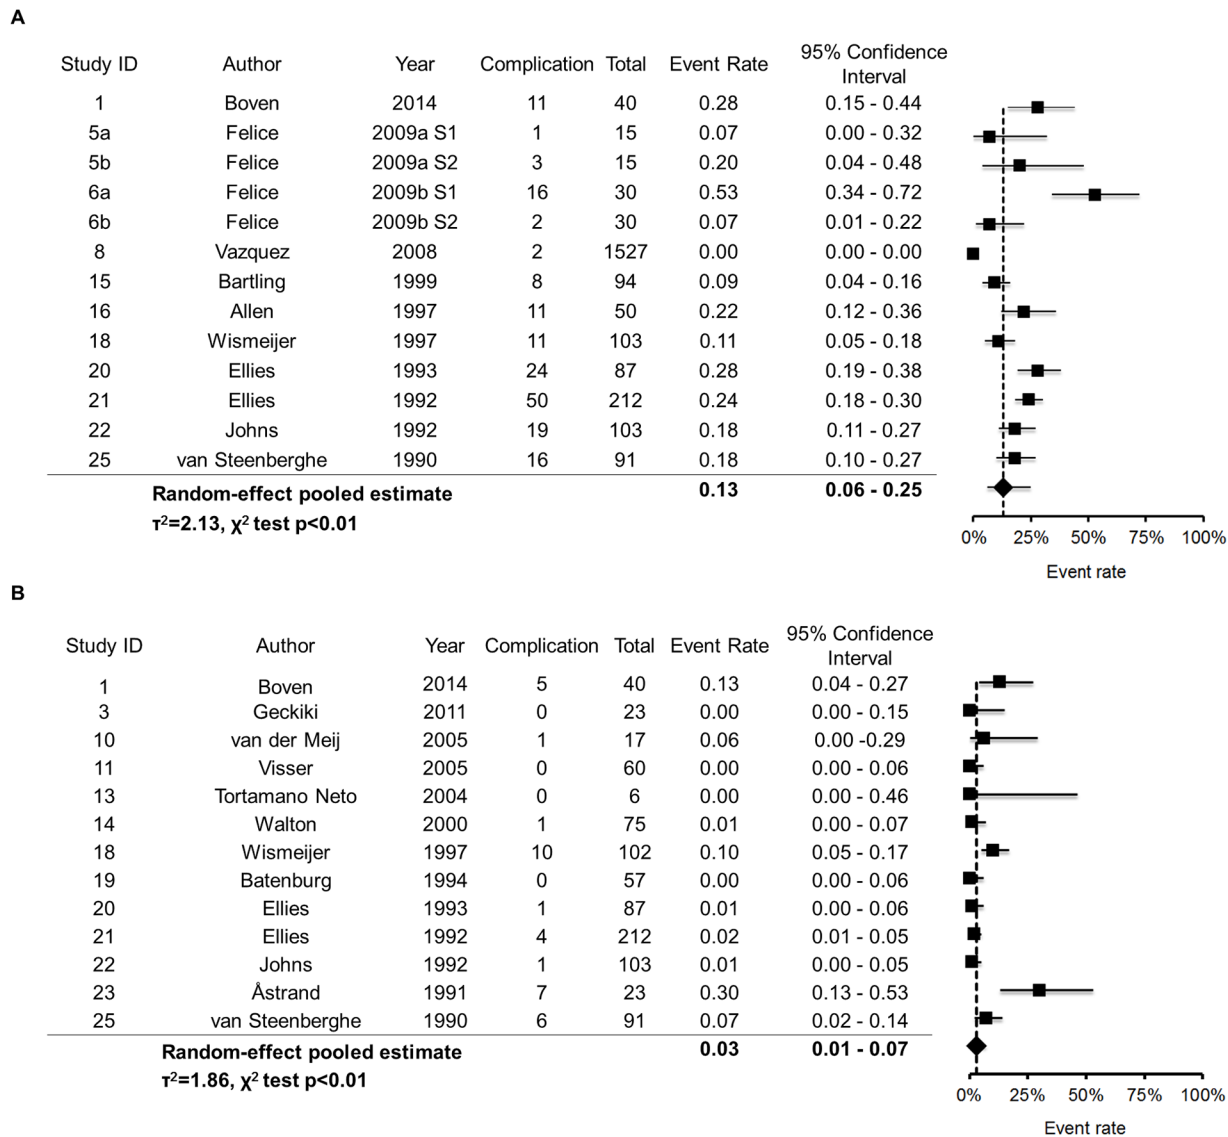 A
Study ID Author Year Complication Total Event Rate 95% Confidence Interval
1 Boven 2014 11 40 0.28 0.15 - 0.44
5a Felice 2009a S1 1 15 0.07 0.00 - 0.32
5b Felice 2009a S2 3 15 0.20 0.04 - 0.48
6a Felice 2009b S1 16 30 0.53 0.34 - 0.72
6b Felice 2009b S2 2 30 0.07 0.01 - 0.22
8 Vazquez 2008 2 1527 0.00 0.00 - 0.00
15 Bartling 1999 8 94 0.09 0.04 - 0.16
16 Allen 1997 11 50 0.22 0.12 - 0.36
18 Wismeijer 1997 11 103 0.11 0.05 - 0.18
20 Ellies 1993 24 87 0.28 0.19 - 0.38
21 Ellies 1992 50 212 0.24 0.18 - 0.30
22 Johns 1992 19 103 0.18 0.11 - 0.27
25 van Steenberghe 1990 16 91 0.18 0.10 - 0.27
Random-effect pooled estimate 0.13 0.06 - 0.25
τ²=2.13, χ² test p<0.01
0% 25% 50% 75% 100%
Event rate
B
Study ID Author Year Complication Total Event Rate 95% Confidence Interval
1 Boven 2014 5 40 0.13 0.04 - 0.27
3 Geckiki 2011 0 23 0.00 0.00 - 0.15
10 van der Meij 2005 1 17 0.06 0.00 -0.29
11 Visser 2005 0 60 0.00 0.00 - 0.06
13 Tortamano Neto 2004 0 6 0.00 0.00 - 0.46
14 Walton 2000 1 75 0.01 0.00 - 0.07
18 Wismeijer 1997 10 102 0.10 0.05 - 0.17
19 Batenburg 1994 0 57 0.00 0.00 - 0.06
20 Ellies 1993 1 87 0.01 0.00 - 0.06
21 Ellies 1992 4 212 0.02 0.01 - 0.05
22 Johns 1992 1 103 0.01 0.00 - 0.05
23 Åstrand 1991 7 23 0.30 0.13 - 0.53
25 van Steenberghe 1990 6 91 0.07 0.02 - 0.14
Random-effect pooled estimate 0.03 0.01 - 0.07
τ²=1.86, χ² test p<0.01
0% 25% 50% 75% 100%
Event rate